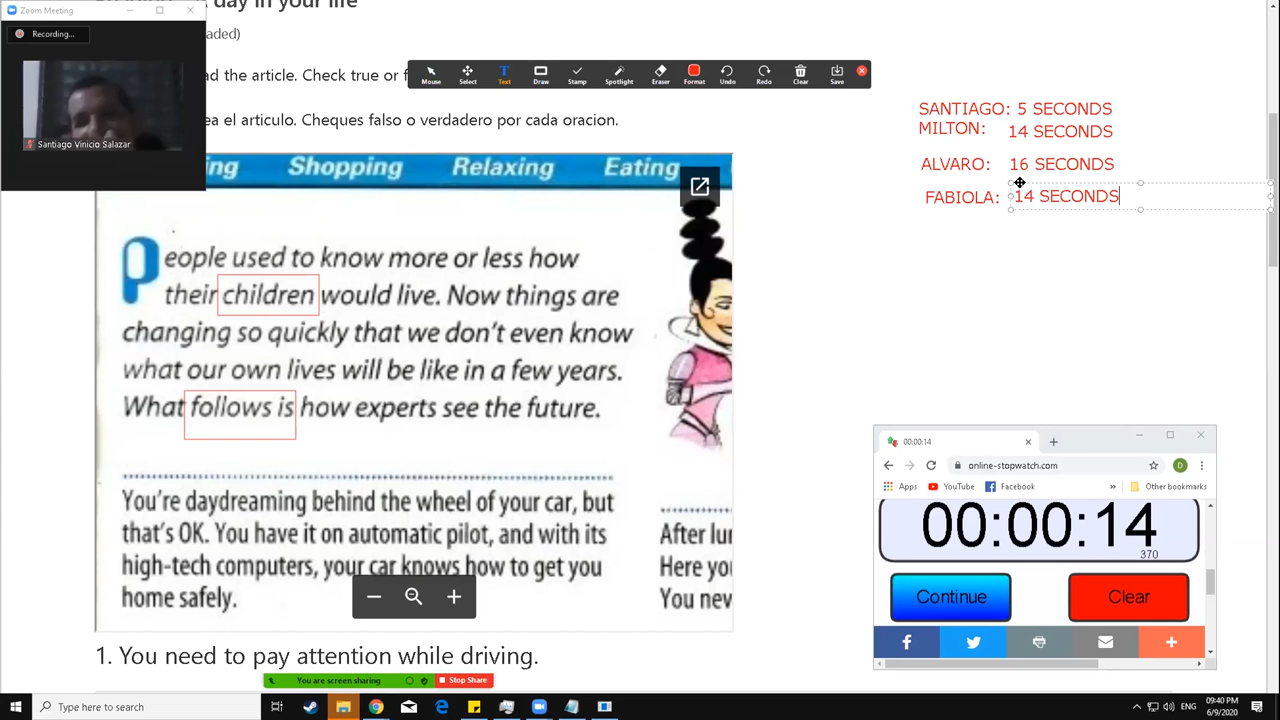 Zoom Meeting
day in your life
Recording...
aded)
ad the article. Check true or f
Mouse Select Text Draw Stamp Spotlight Eraser Format Undo Redo Clear Save
ea el articulo. Cheques falso o verdadero por cada oracion.
Santiago Vinicio Salazar
SANTIAGO: 5 SECONDS
MILTON: 14 SECONDS
ALVARO: 16 SECONDS
FABIOLA: 14 SECONDS
ing Shopping Relaxing Eating
People used to know more or less how
their children would live. Now things are
changing so quickly that we don't even know
what our own lives will be like in a few years.
What follows is how experts see the future.
You're daydreaming behind the wheel of your car, but
that's OK. You have it on automatic pilot, and with its
high-tech computers, your car knows how to get you
home safely.
After lun
Here you
You nev
1. You need to pay attention while driving.
00:00:14
online-stopwatch.com
D
Apps YouTube Facebook » Other bookmarks
00:00:14
370
Continue Clear
You are screen sharing Stop Share
Type here to search
ENG
09:40 PM
6/9/2020